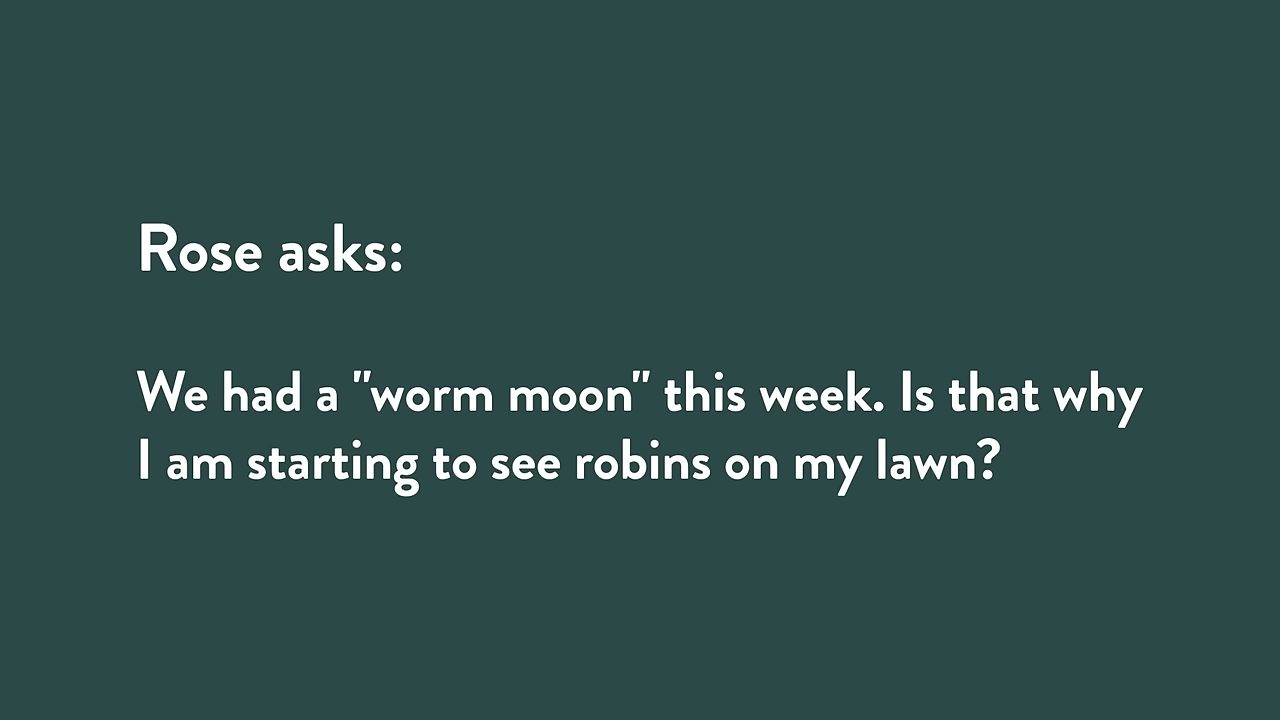 Rose asks:
We had a "worm moon" this week. Is that why
I am starting to see robins on my lawn?